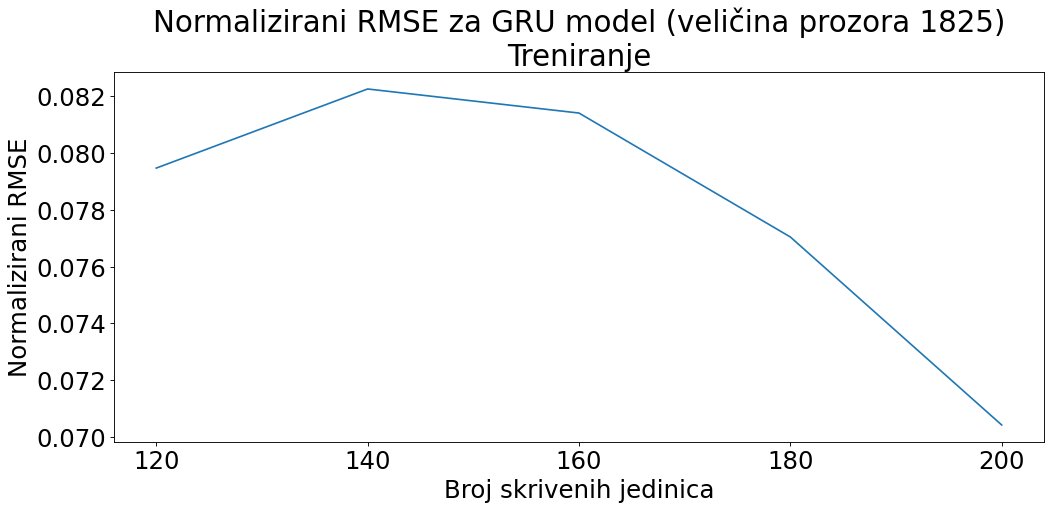 Normalizirani RMSE za GRU model (veličina prozora 1825)
Treniranje
Normalizirani RMSE
0.082
0.080
0.078
0.076
0.074
0.072
0.070
120 140 160 180 200
Broj skrivenih jedinica